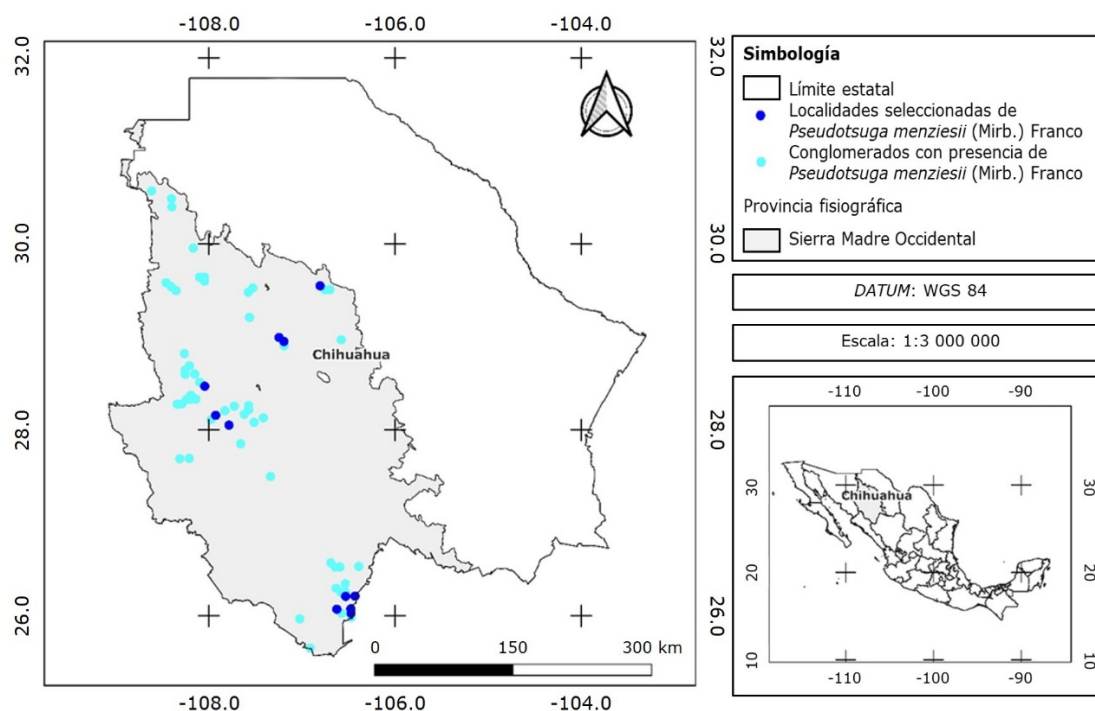 -108.0 -106.0 -104.0
32.0
30.0
28.0
26.0
Chihuahua
0 150 300 km
-108.0 -106.0 -104.0
32.0
30.0
28.0
26.0
Simbología
Límite estatal
Localidades seleccionadas de
Pseudotsuga menziesii (Mirb.) Franco
Conglomerados con presencia de
Pseudotsuga menziesii (Mirb.) Franco
Provincia fisiográfica
Sierra Madre Occidental
DATUM: WGS 84
Escala: 1:3 000 000
-110 -100 -90
30
20
10
Chihuahua
30
20
10
-110 -100 -90